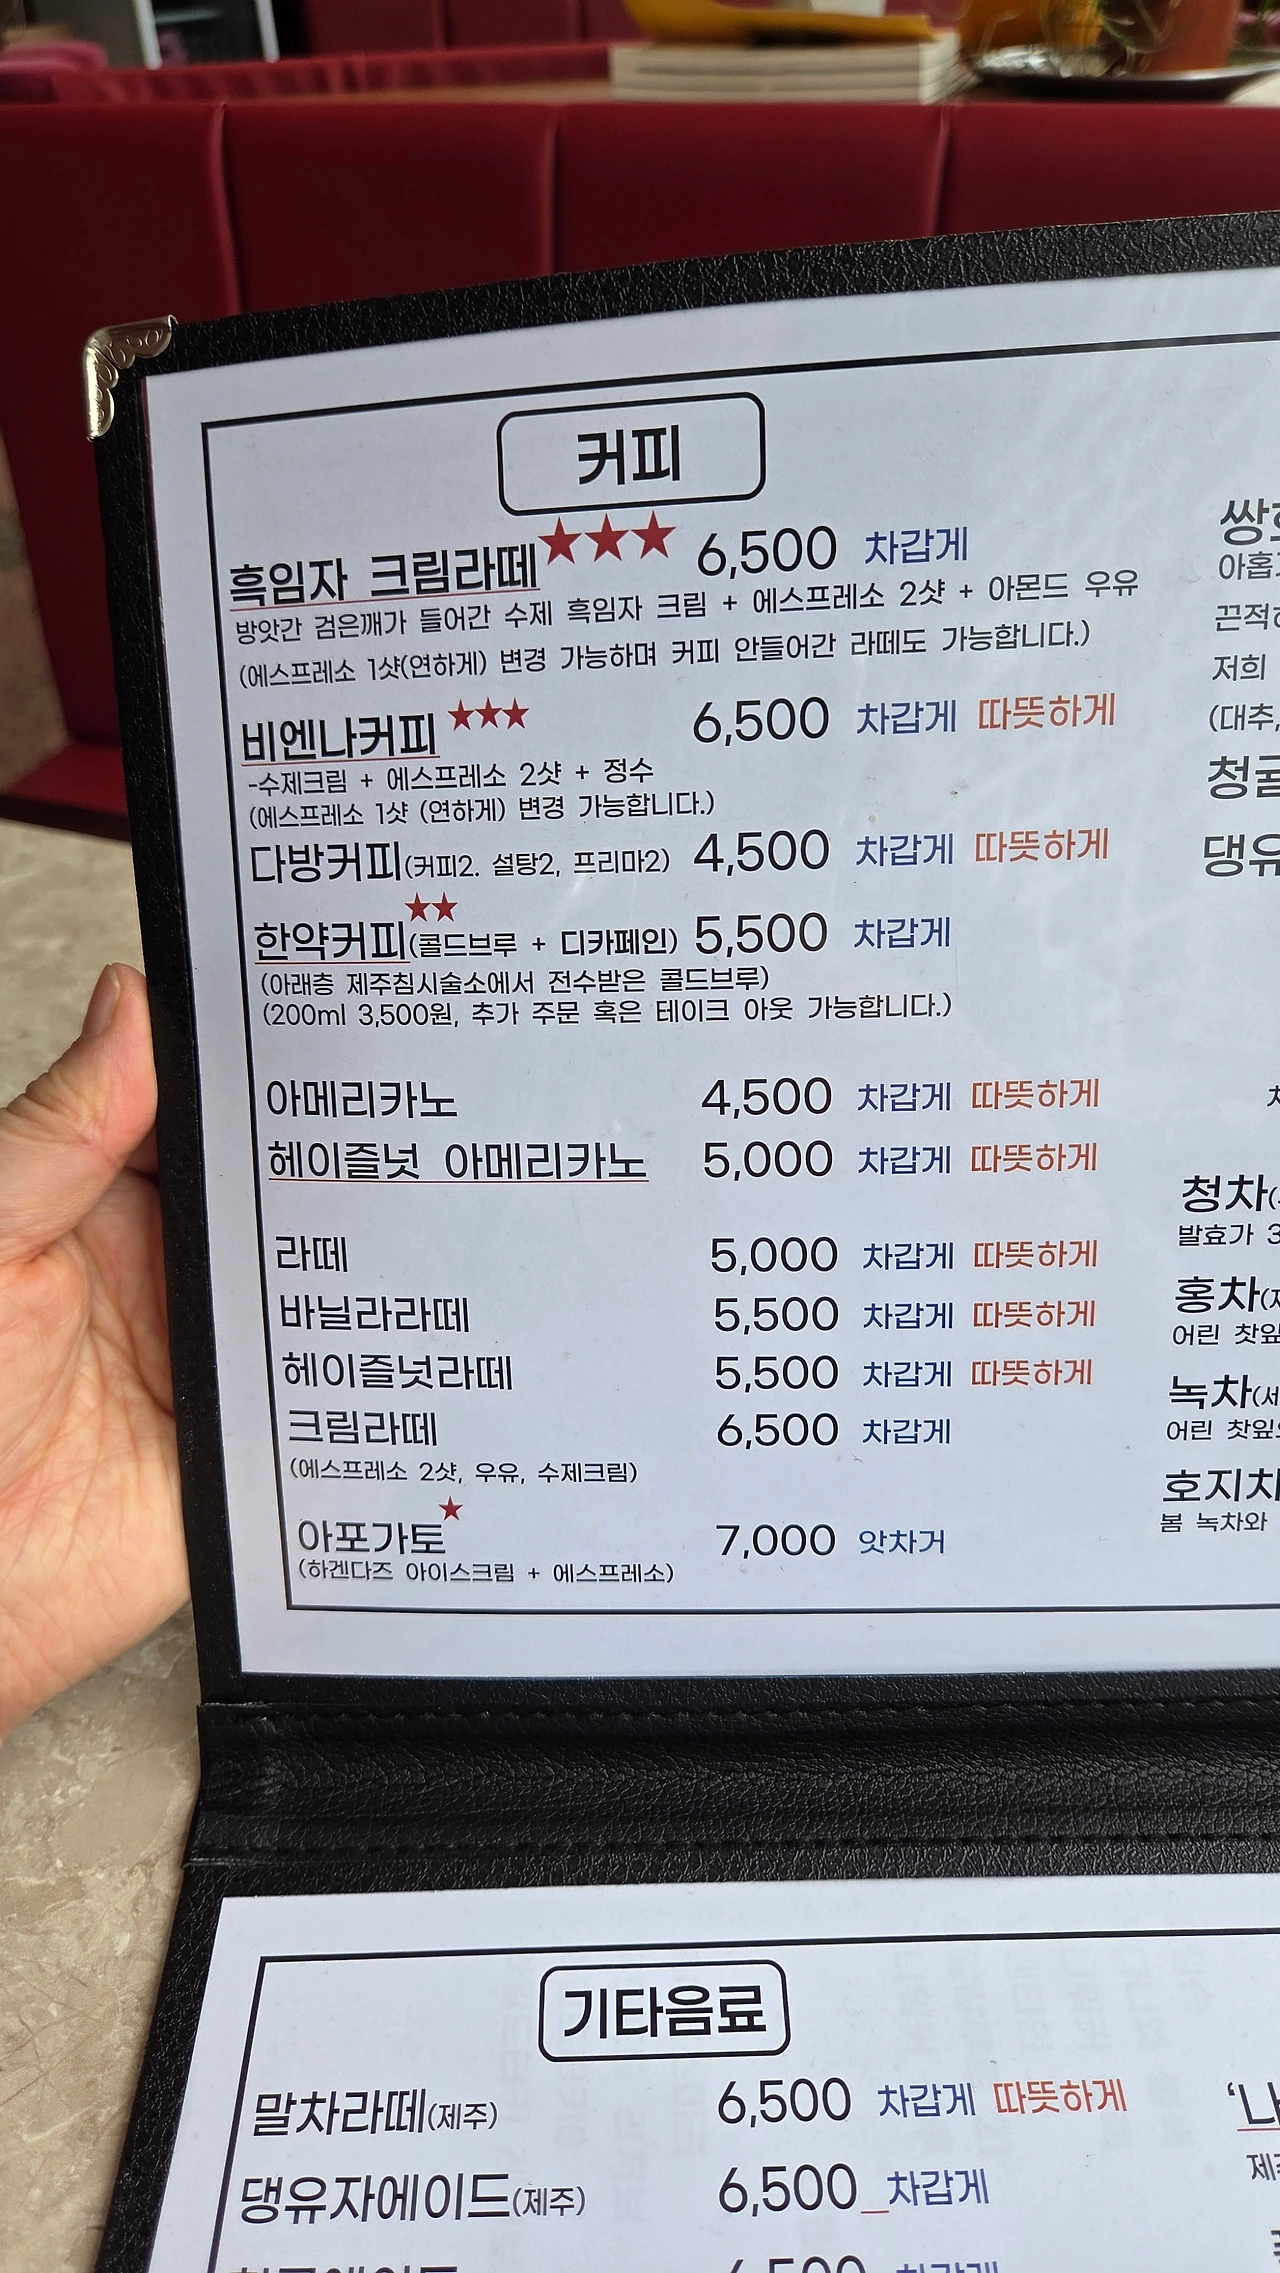 커피
흑임자 크림라떼★★★ 6,500 차갑게
방앗간 검은깨가 들어간 수제 흑임자 크림 + 에스프레소 2샷 + 아몬드 우유
(에스프레소 1샷(연하게) 변경 가능하며 커피 안들어간 라떼도 가능합니다.)
비엔나커피 ★★★ 6,500 차갑게 따뜻하게
-수제크림 + 에스프레소 2샷 + 정수
(에스프레소 1샷 (연하게) 변경 가능합니다.)
다방커피(커피2. 설탕2, 프리마2) 4,500 차갑게 따뜻하게
한약커피★★(콜드브루 + 디카페인) 5,500 차갑게
(아래층 제주침시술소에서 전수받은 콜드브루)
(200ml 3,500원, 추가 주문 혹은 테이크 아웃 가능합니다.)
아메리카노 4,500 차갑게 따뜻하게
헤이즐넛 아메리카노 5,000 차갑게 따뜻하게
라떼 5,000 차갑게 따뜻하게
바닐라라떼 5,500 차갑게 따뜻하게
헤이즐넛라떼 5,500 차갑게 따뜻하게
크림라떼 6,500 차갑게
(에스프레소 2샷, 우유, 수제크림)
아포가토★ 7,000 앗차거
(하겐다즈 아이스크림 + 에스프레소)
저희
(대추,
청차
발효가 3
홍차
어린 찻잎
녹차
어린
호지차
봄 녹차와
기타음료
말차라떼(제주) 6,500 차갑게 따뜻하게
댕유자에이드(제주) 6,500_차갑게